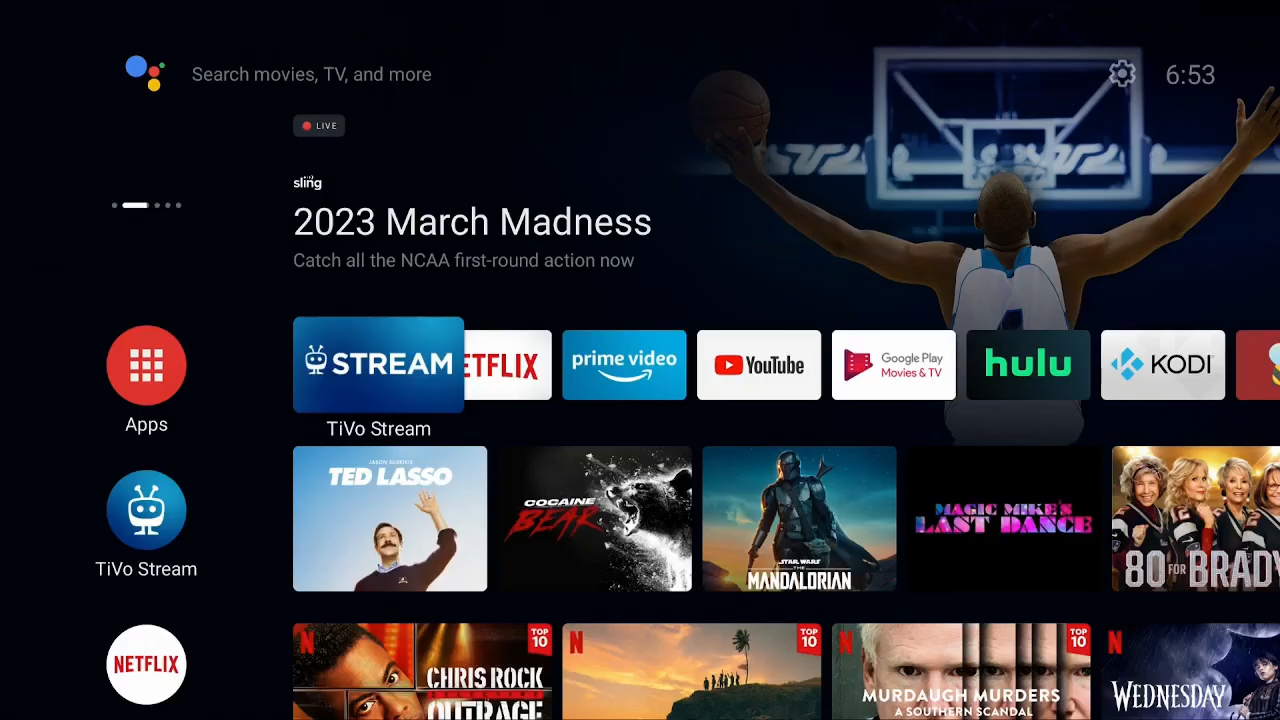 Search movies, TV, and more
6:53
LIVE
sling
2023 March Madness
Catch all the NCAA first-round action now
Apps
TiVo Stream
NETFLIX
STREAM
ETFLIX
prime video
YouTube
Google Play
Movies & TV
hulu
KODI
TiVo Stream
JASON SUDEIKIS
TED LASSO
COCAINE
BEAR
STAR WARS
THE
MANDALORIAN
MAGIC MIKE'S
LAST DANCE
80 FOR BRADY
N
TOP
10
CHRIS ROCK
OUTRAGE
N
TOP
10
N
TOP
10
MURDAUGH MURDERS
A SOUTHERN SCANDAL
N
WEDNESDAY